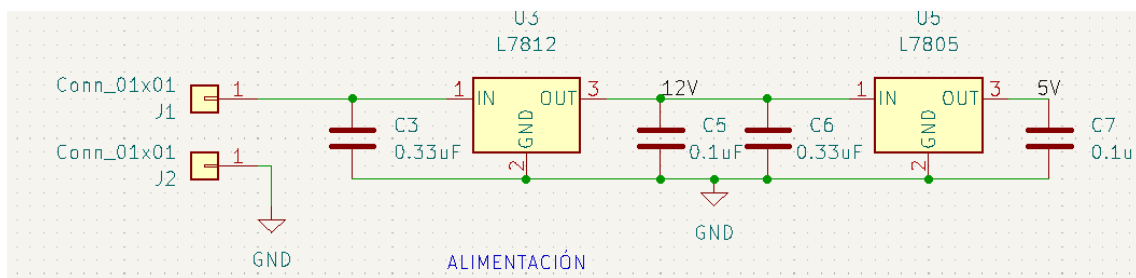 U3
L7812
U5
L7805
Conn_01x01
1
J1
1
IN
OUT
3
GND
2
12V
1
IN
OUT
3
GND
2
5V
C3
0.33uF
C5
0.1uF
C6
0.33uF
C7
0.1u
Conn_01x01
1
J2
GND
GND
ALIMENTACIÓN